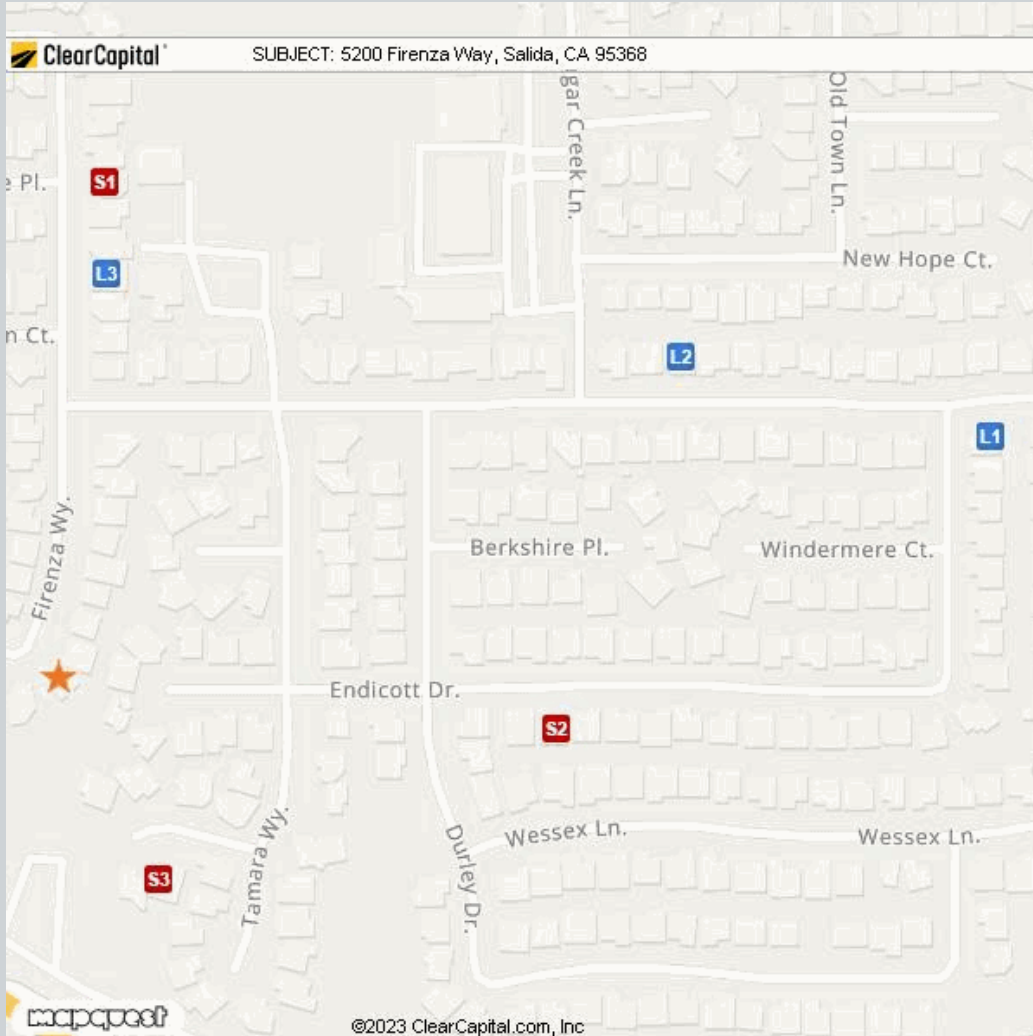 ClearCapital
SUBJECT: 5200 Firenza Way, Salida, CA 95368
gar Creek Ln.
Old Town Ln.
S1
e Pl.
L3
New Hope Ct.
n Ct.
L2
L1
Firenza Wy.
Berkshire Pl.
Windermere Ct.
Endicott Dr.
S2
Tamara Wy.
Durley Dr.
Wessex Ln.
Wessex Ln.
S3
mapquest
©2023 ClearCapital.com, Inc